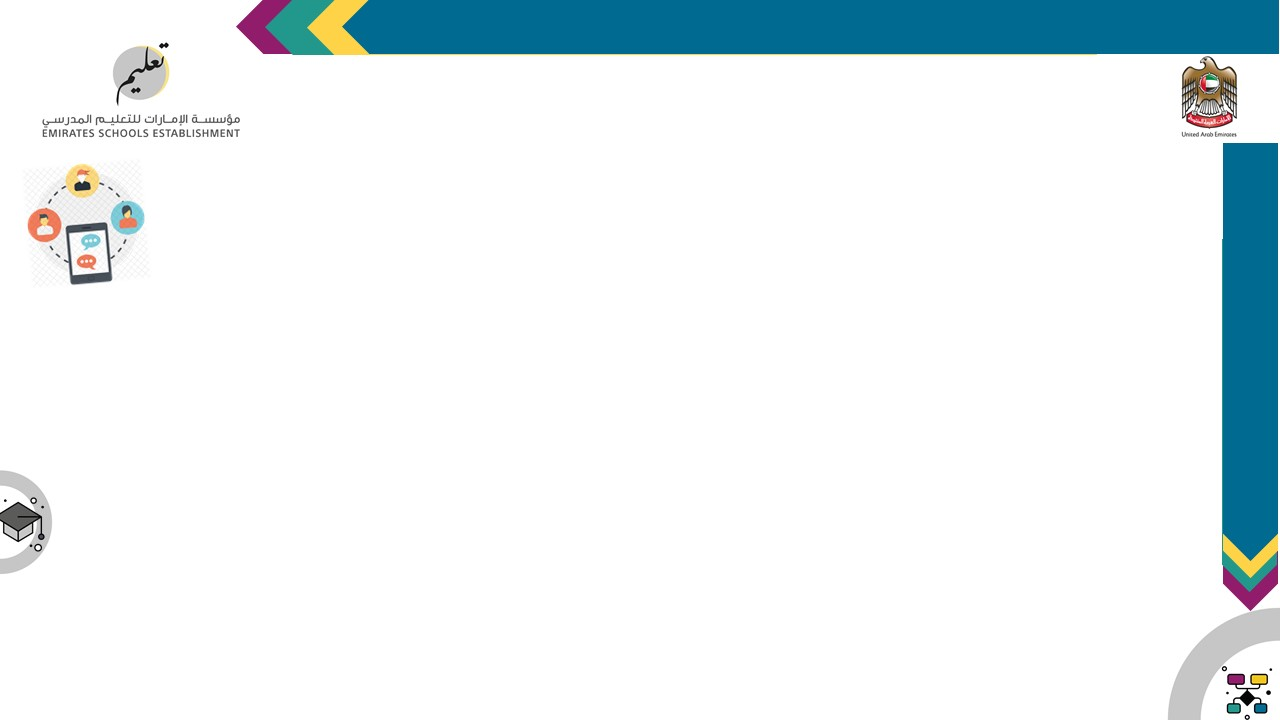 تعليم
مؤسسة الإمارات للتعليم المدرسي
EMIRATES SCHOOLS ESTABLISHMENT
United Arab Emirates